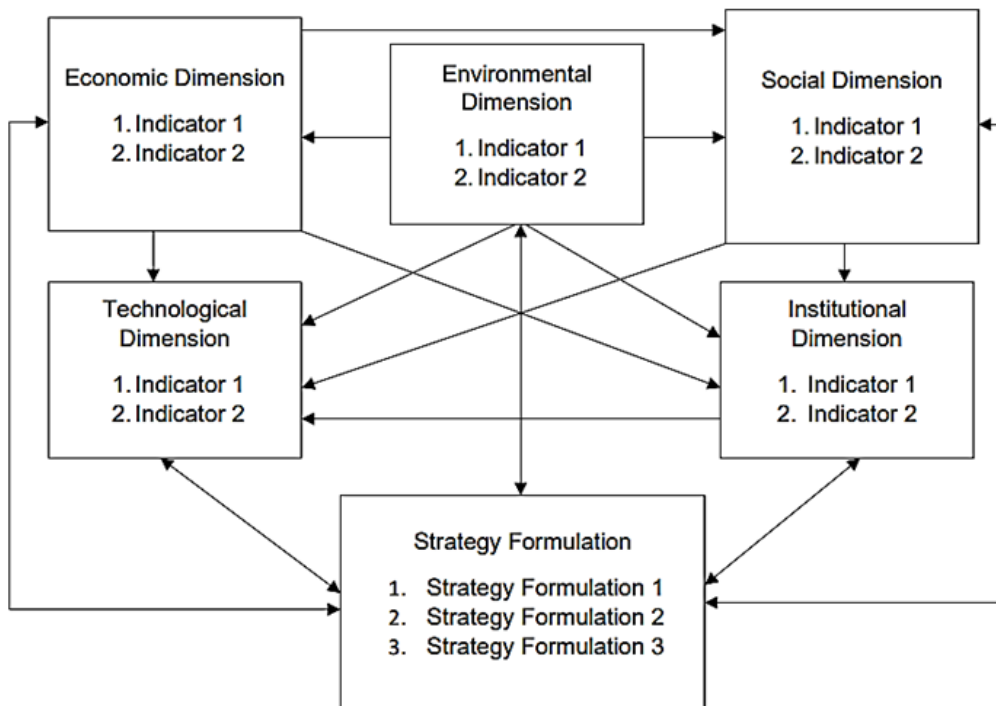 Economic Dimension
1. Indicator 1
2. Indicator 2
Environmental
Dimension
1. Indicator 1
2. Indicator 2
Social Dimension
1. Indicator 1
2. Indicator 2
Technological
Dimension
1. Indicator 1
2. Indicator 2
Institutional
Dimension
1. Indicator 1
2. Indicator 2
Strategy Formulation
1. Strategy Formulation 1
2. Strategy Formulation 2
3. Strategy Formulation 3